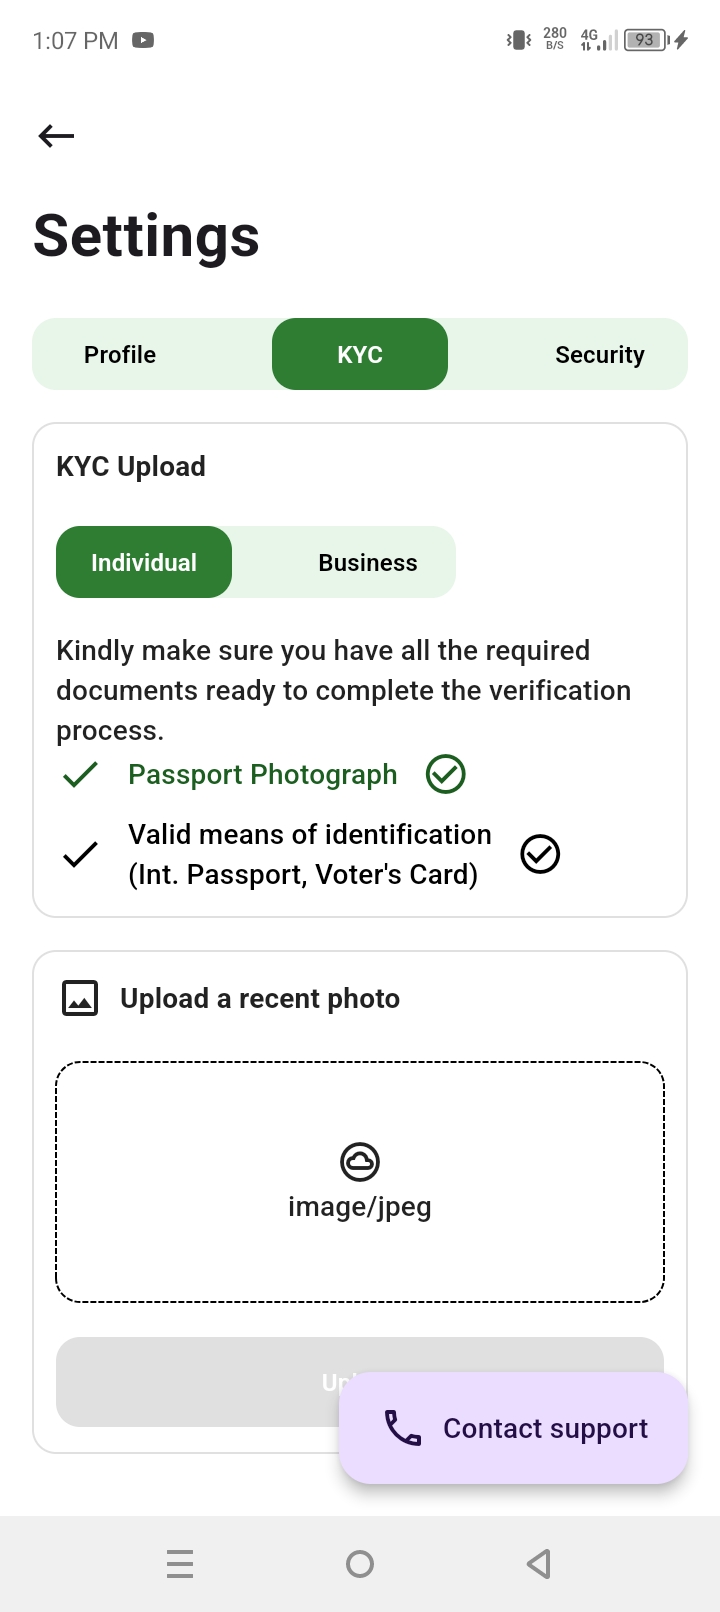 1:07 PM
280
B/S
4G
93
Settings
Profile
KYC
Security
KYC Upload
Individual
Business
Kindly make sure you have all the required
documents ready to complete the verification
process.
Passport Photograph
Valid means of identification
(Int. Passport, Voter's Card)
Upload a recent photo
image/jpeg
Contact support